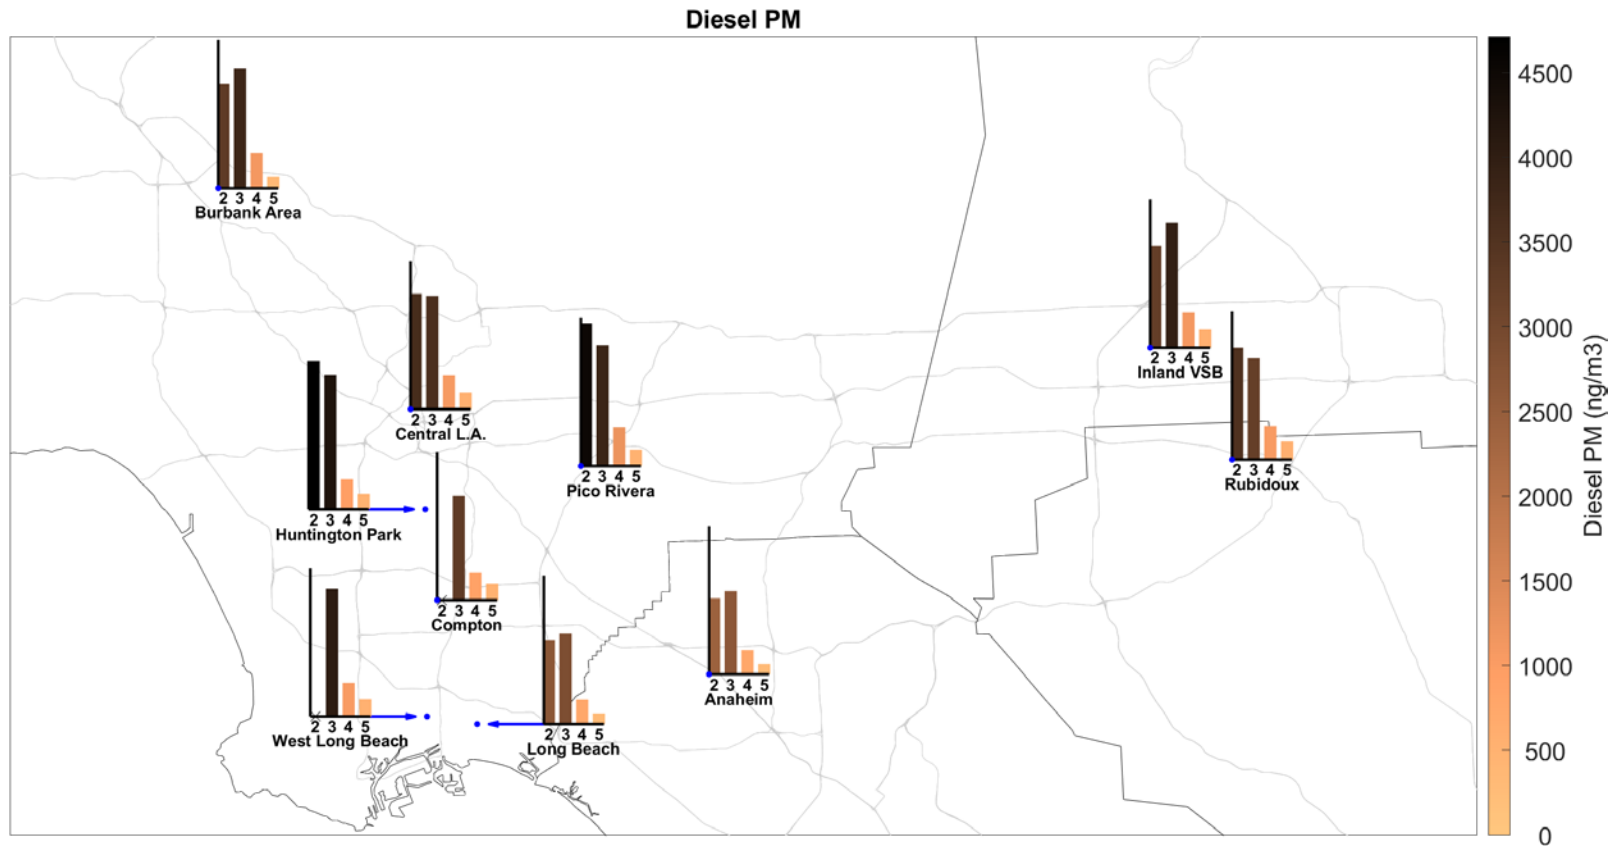 Diesel PM
2 3 4 5
Burbank Area
2 3 4 5
Inland VSB
2 3 4 5
Central L.A.
2 3 4 5
Pico Rivera
2 3 4 5
Rubidoux
2 3 4 5
Huntington Park
2 3 4 5
Compton
2 3 4 5
Anaheim
2 3 4 5
West Long Beach
2 3 4 5
Long Beach
4500
4000
3500
3000
2500
2000
1500
1000
500
0
Diesel PM (ng/m3)